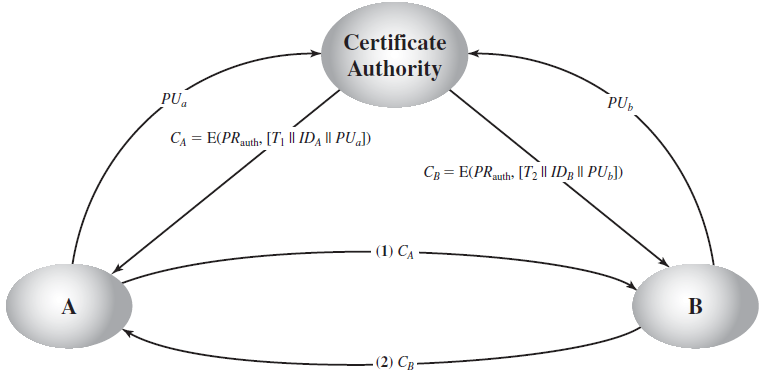 Certificate
Authority
PUa
PUb
CA = E(PRauth, [T1 || IDA || PUa])
CB = E(PRauth, [T2 || IDB || PUb])
(1) CA
A
B
(2) CB